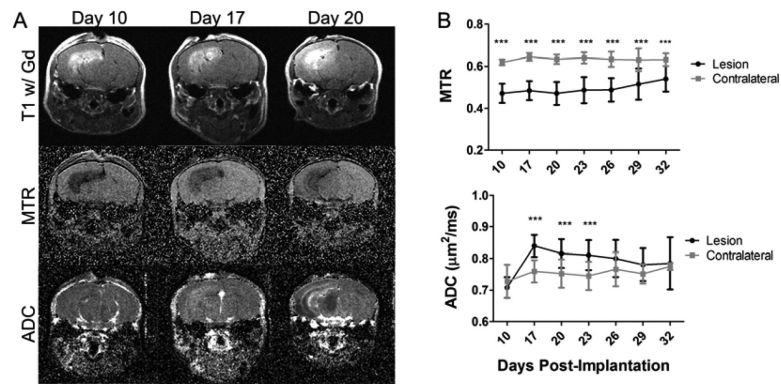 A
Day 10 Day 17 Day 20
T1 w/ Gd
MTR
ADC
B
*** *** *** *** *** *** ***
0.8
0.6
0.4
0.2
MTR
Lesion
Contralateral
10 17 20 23 26 29 32
*** *** ***
0.9
0.8
0.7
0.6
ADC (μm²/ms)
Lesion
Contralateral
10 17 20 23 26 29 32
Days Post-Implantation